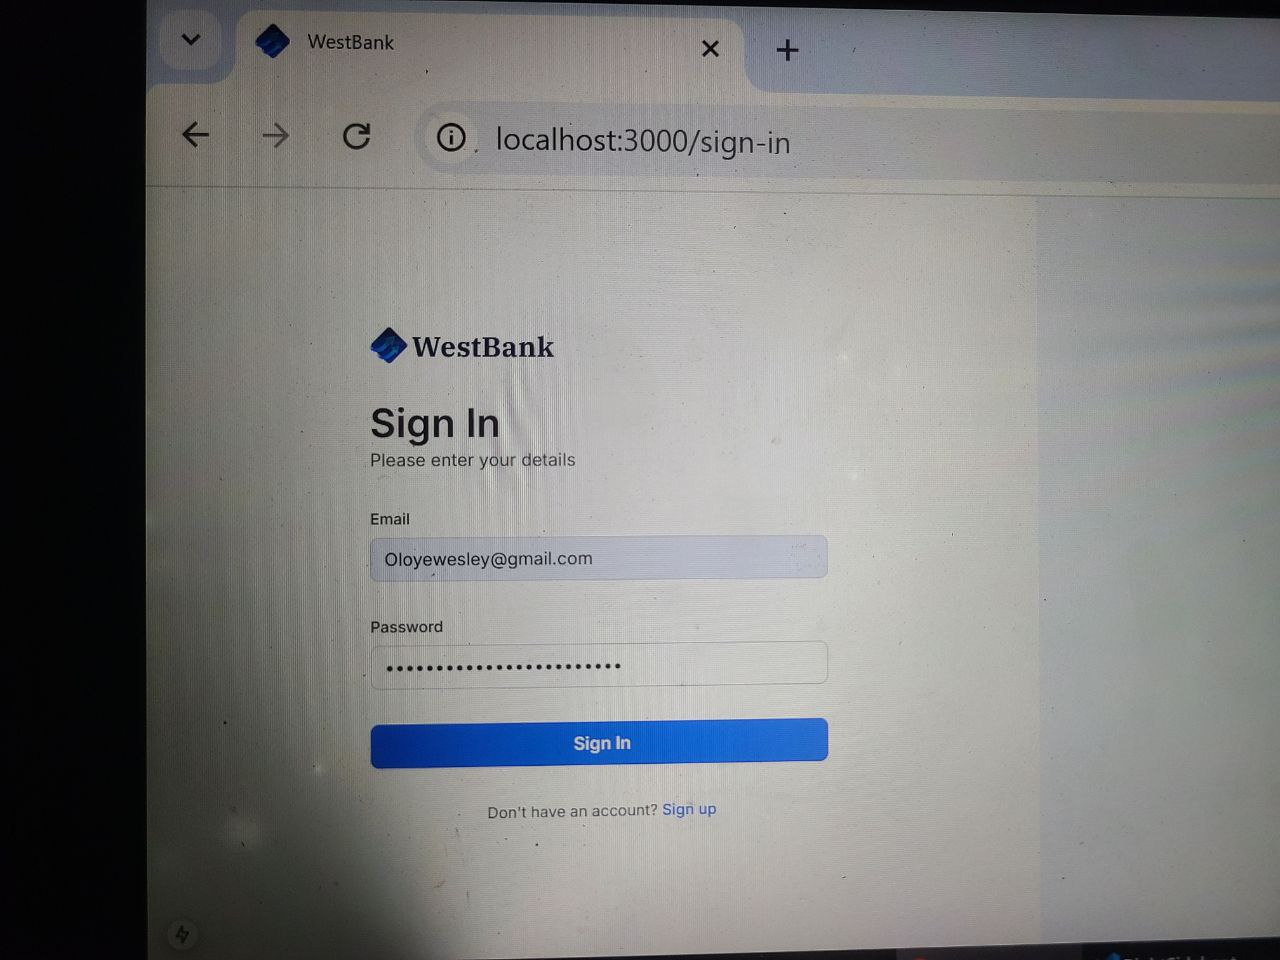 WestBank
localhost:3000/sign-in
WestBank
Sign In
Please enter your details
Email
Oloyewesley@gmail.com
Password
Sign In
Don't have an account? Sign up